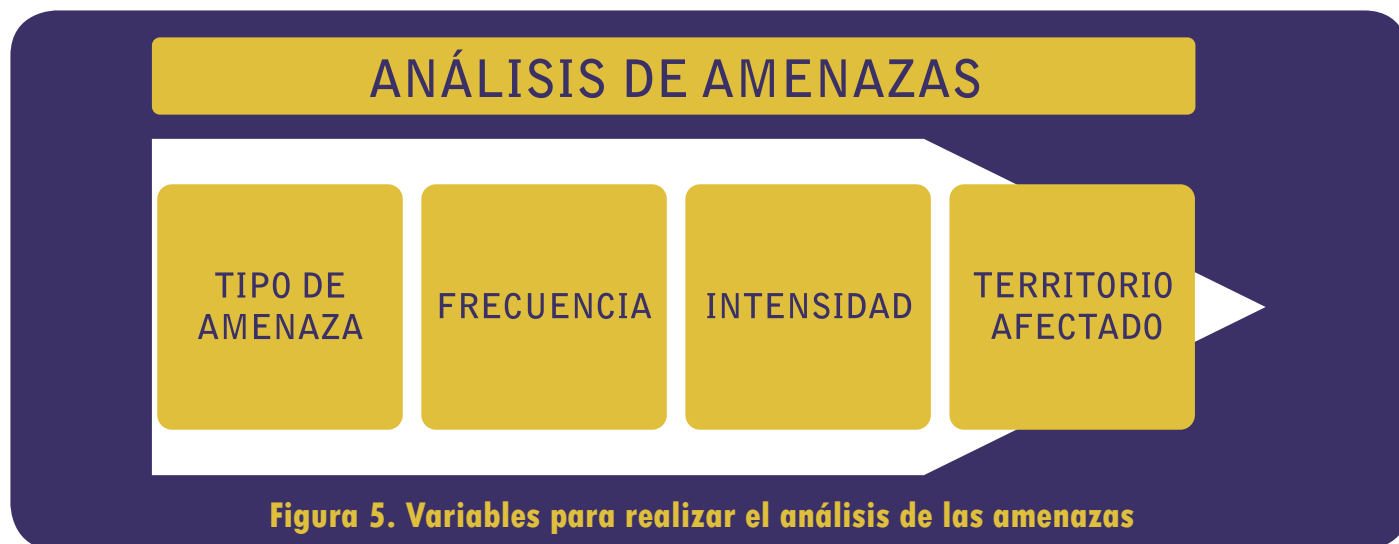 ANÁLISIS DE AMENAZAS
TIPO DE
AMENAZA
FRECUENCIA
INTENSIDAD
TERRITORIO
AFECTADO
Figura 5. Variables para realizar el análisis de las amenazas